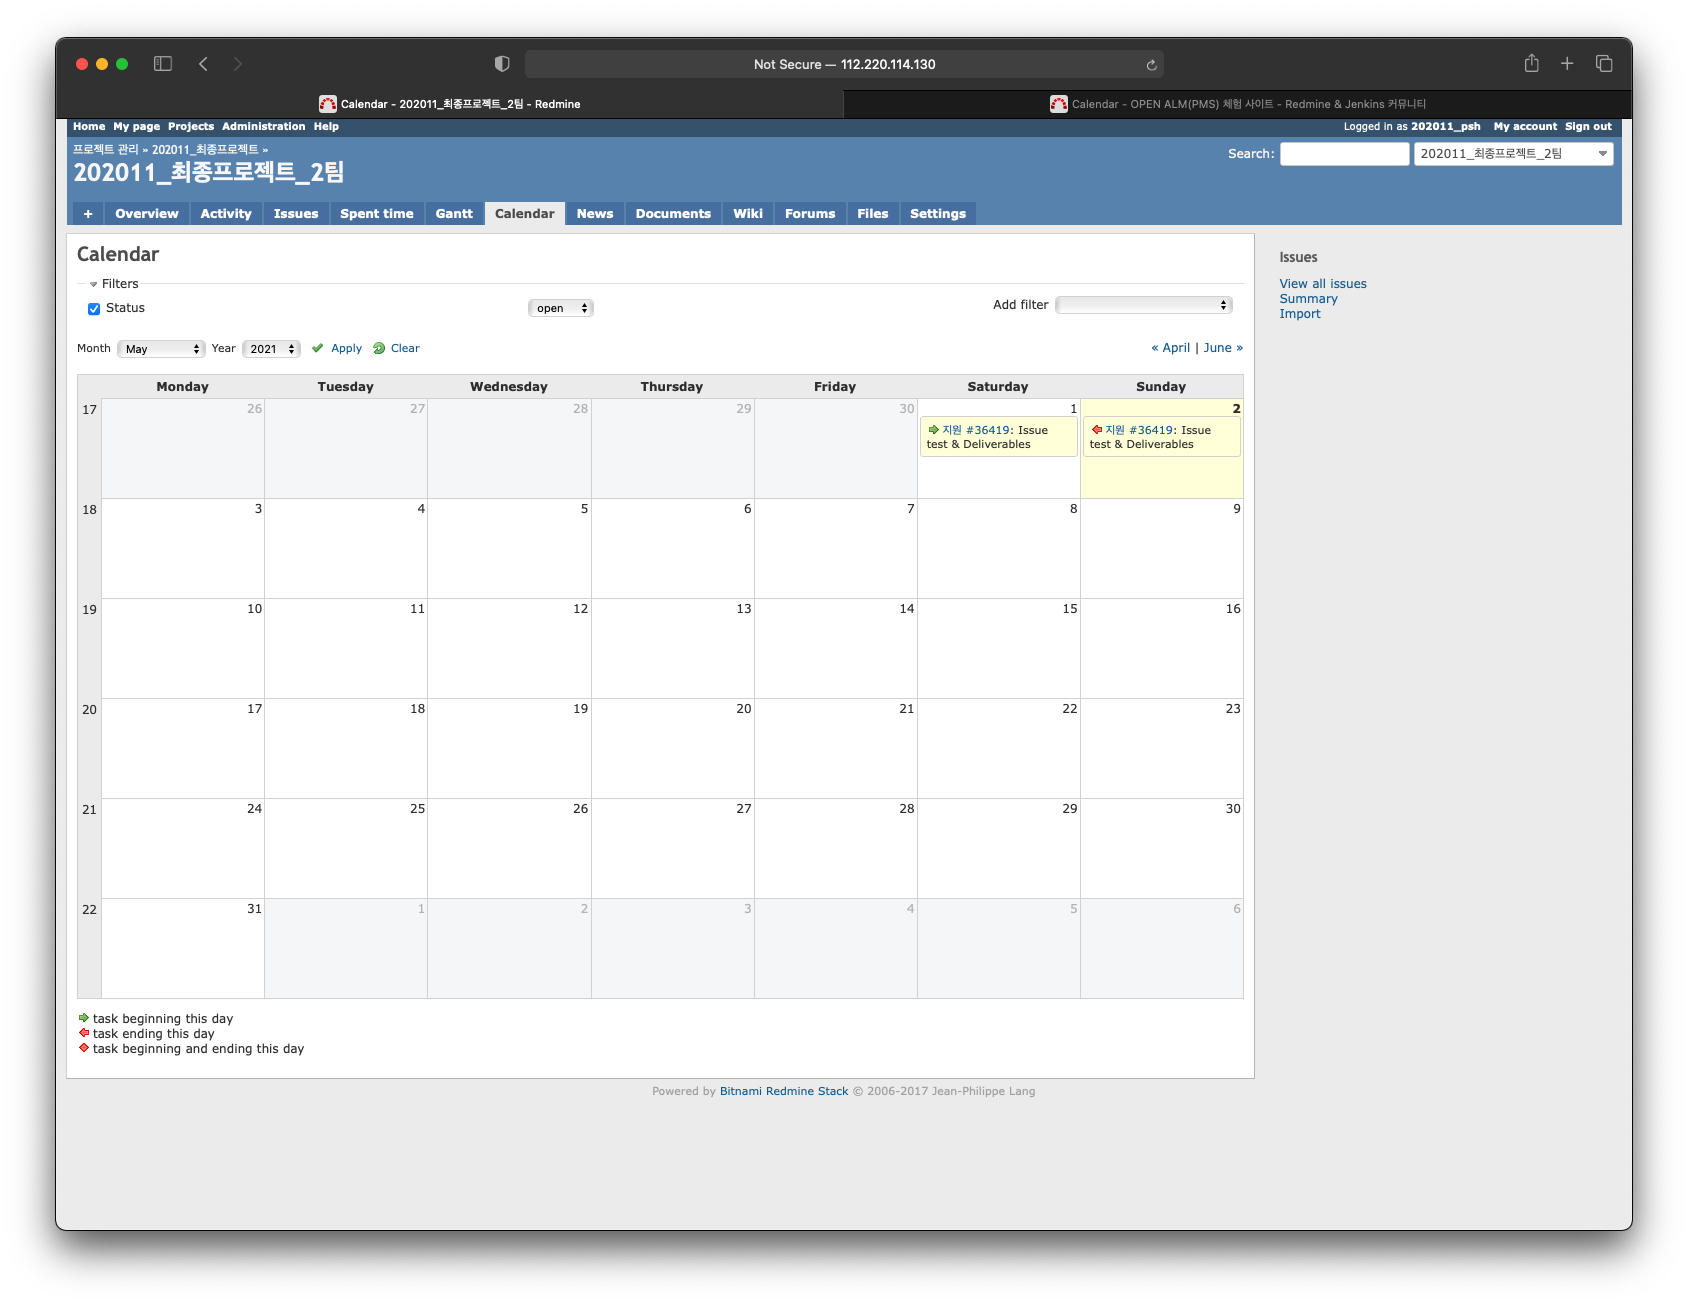 Not Secure — 112.220.114.130
Calendar - 202011_최종프로젝트_2팀 - Redmine
Calendar - OPEN ALM(PMS) 체험 사이트 - Redmine & Jenkins 커뮤니티
Home My page Projects Administration Help
Logged in as 202011_psh My account Sign out
프로젝트 관리 » 202011_최종프로젝트 »
202011_최종프로젝트_2팀
Search: 202011_최종프로젝트_2팀
+ Overview Activity Issues Spent time Gantt Calendar News Documents Wiki Forums Files Settings
Calendar
Filters
Status open Add filter
Month May Year 2021 Apply Clear
« April | June »
Monday Tuesday Wednesday Thursday Friday Saturday Sunday
17 26 27 28 29 30 1 2
지원 #36419: Issue
test & Deliverables
지원 #36419: Issue
test & Deliverables
18 3 4 5 6 7 8 9
19 10 11 12 13 14 15 16
20 17 18 19 20 21 22 23
21 24 25 26 27 28 29 30
22 31 1 2 3 4 5 6
task beginning this day
task ending this day
task beginning and ending this day
Issues
View all issues
Summary
Import
Powered by Bitnami Redmine Stack © 2006-2017 Jean-Philippe Lang